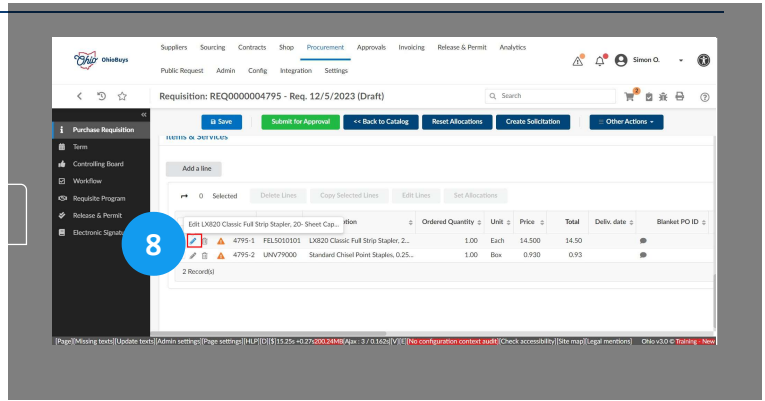 Ohio OhioBuys
Suppliers Sourcing Contracts Shop Procurement Approvals Invoicing Release & Permit Analytics
Public Request Admin Config Integration Settings
Simon O.
Requisition: REQ0000004795 - Req. 12/5/2023 (Draft)
Search
2
Save Submit for Approval << Back to Catalog Reset Allocations Create Solicitation Other Actions
Purchase Requisition
Term
Controlling Board
Workflow
Requisite Program
Release & Permit
Electronic Signatu
Items & Services
Add a line
0 Selected Delete Lines Copy Selected Lines Edit Lines Set Allocations
Edit LX820 Classic Full Strip Stapler, 20- Sheet Cap...
tion Ordered Quantity Unit Price Total Deliv. date Blanket PO ID
8
4795-1 FEL5010101 LX820 Classic Full Strip Stapler, 2... 1.00 Each 14.500 14.50
4795-2 UNV79000 Standard Chisel Point Staples, 0.25... 1.00 Box 0.930 0.93
2 Record(s)
[Page][Missing texts][Update texts][Admin settings][Page settings][HLP][D][$]15.25s +0.27s200.24MB[Ajax : 3 / 0.162s[V][E][No configuration context audit][Check accessibility][Site map][Legal mentions] Ohio v3.0 © Training - New